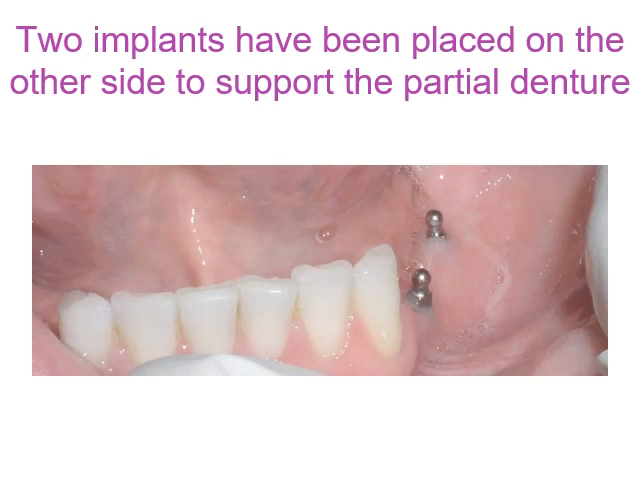 Two implants have been placed on the
other side to support the partial denture